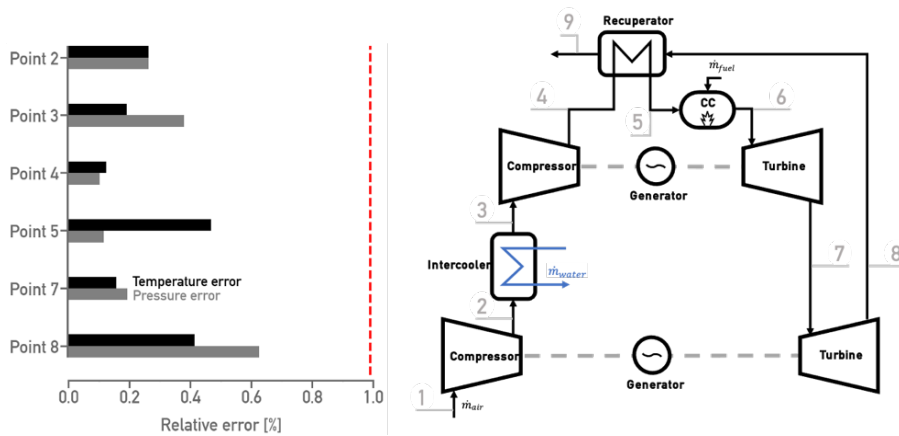 Point 2
Point 3
Point 4
Point 5
Point 7
Point 8
Temperature error
Pressure error
0.0 0.2 0.4 0.6 0.8 1.0
Relative error [%]
9
Recuperator
ṁfuel
4
5
CC
6
Compressor
Generator
Turbine
3
Intercooler
ṁwater
7
8
2
Compressor
Generator
Turbine
1
ṁair